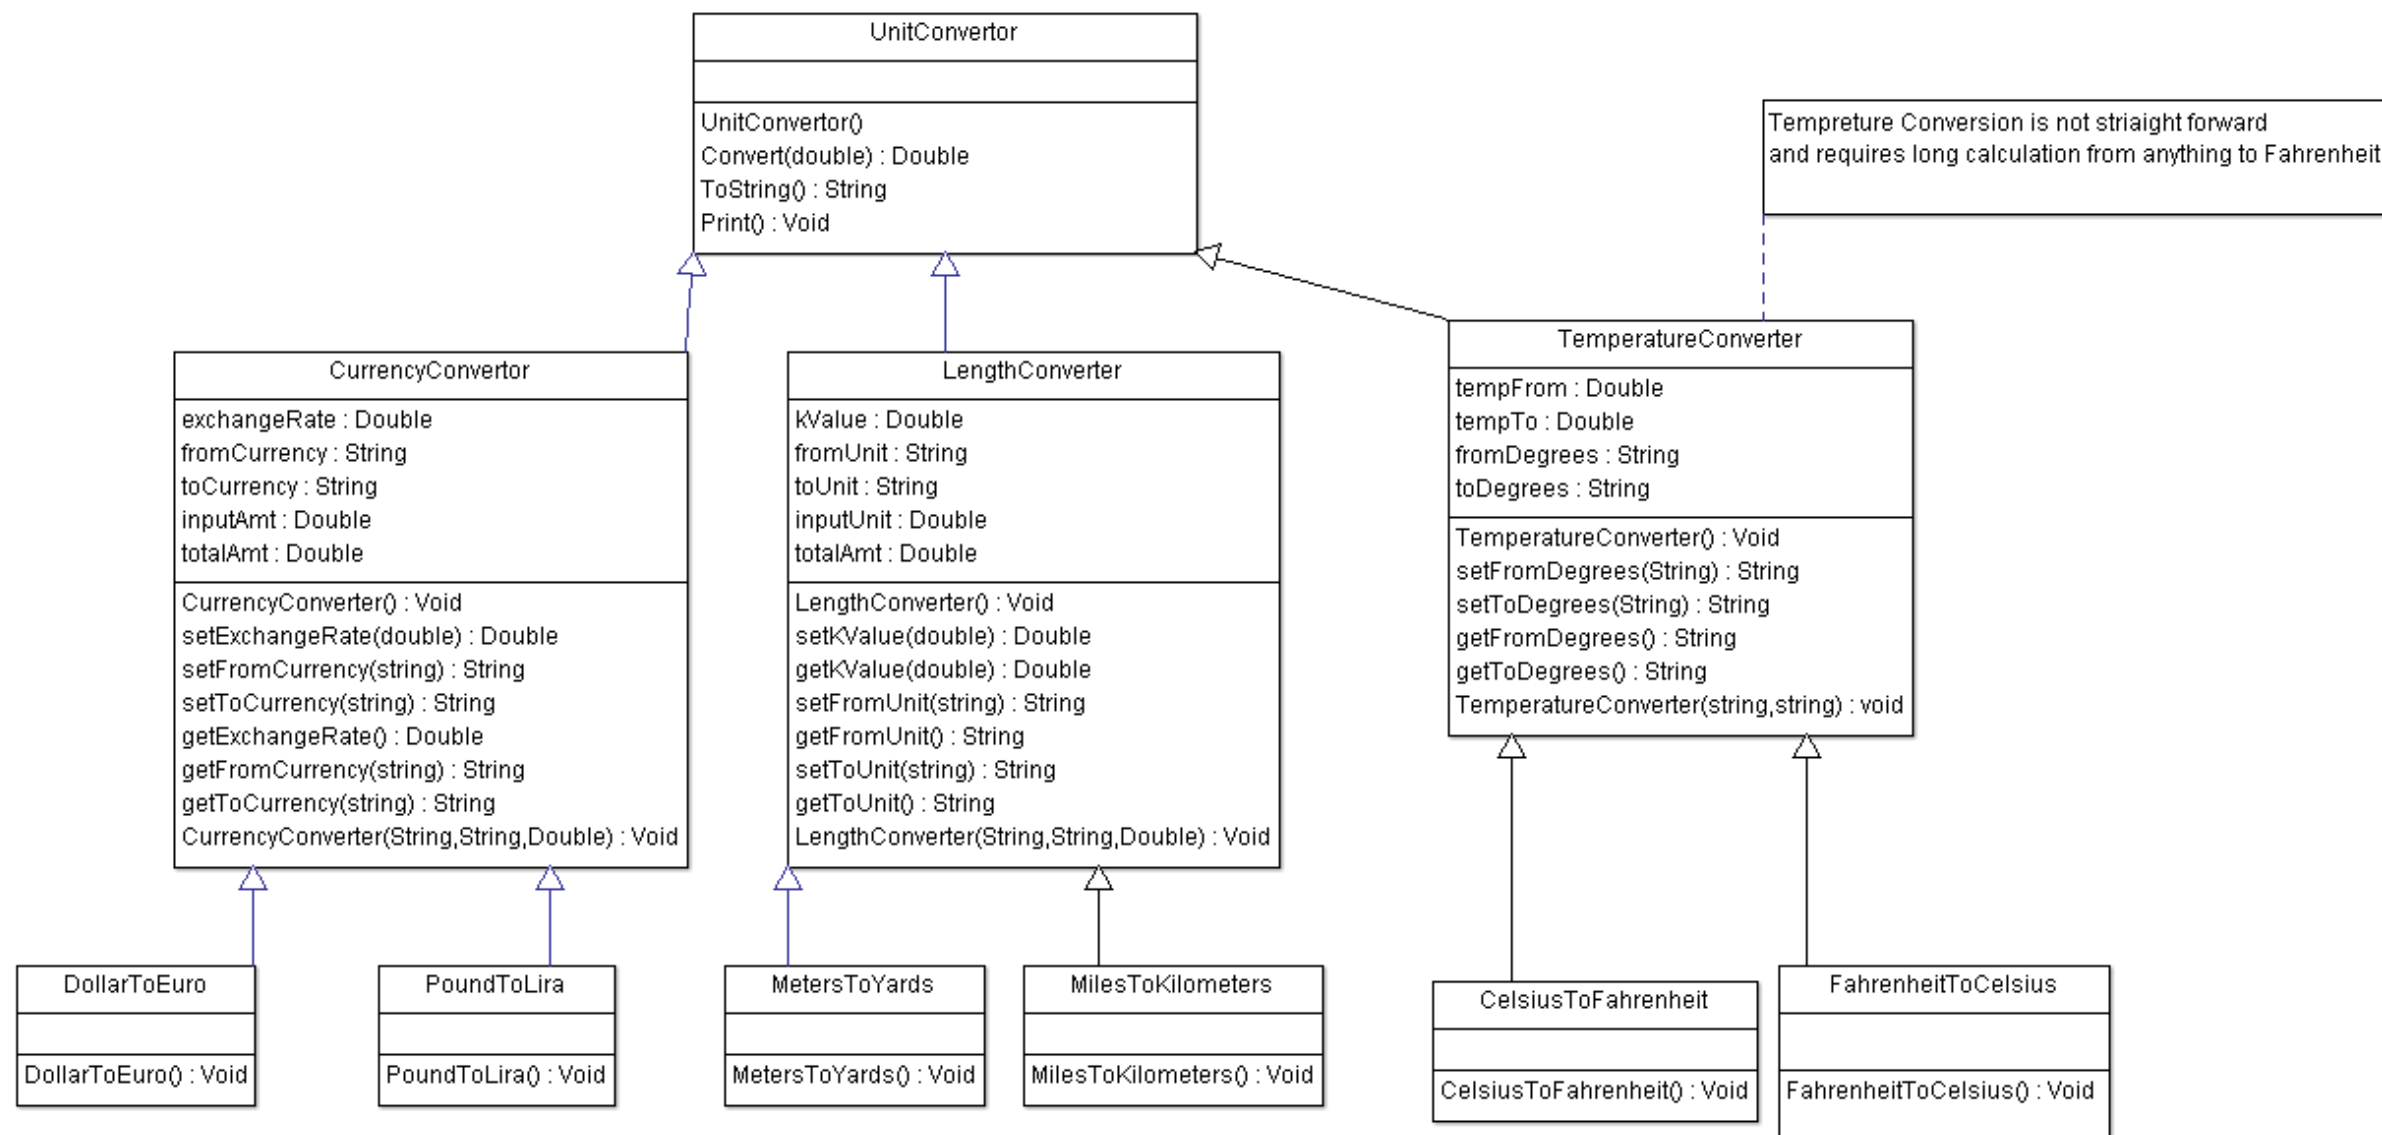 UnitConvertor
UnitConvertor()
Convert(double) : Double
ToString() : String
Print() : Void
Tempreture Conversion is not striaight forward
and requires long calculation from anything to Fahrenheit
CurrencyConvertor
exchangeRate : Double
fromCurrency : String
toCurrency : String
inputAmt : Double
totalAmt : Double
CurrencyConverter() : Void
setExchangeRate(double) : Double
setFromCurrency(string) : String
setToCurrency(string) : String
getExchangeRate() : Double
getFromCurrency(string) : String
getToCurrency(string) : String
CurrencyConverter(String,String,Double) : Void
LengthConverter
kValue : Double
fromUnit : String
toUnit : String
inputUnit : Double
totalAmt : Double
LengthConverter() : Void
setKValue(double) : Double
getKValue(double) : Double
setFromUnit(string) : String
getFromUnit() : String
setToUnit(string) : String
getToUnit() : String
LengthConverter(String,String,Double) : Void
TemperatureConverter
tempFrom : Double
tempTo : Double
fromDegrees : String
toDegrees : String
TemperatureConverter() : Void
setFromDegrees(String) : String
setToDegrees(String) : String
getFromDegrees() : String
getToDegrees() : String
TemperatureConverter(string,string) : void
DollarToEuro
DollarToEuro() : Void
PoundToLira
PoundToLira() : Void
MetersToYards
MetersToYards() : Void
MilesToKilometers
MilesToKilometers() : Void
CelsiusToFahrenheit
CelsiusToFahrenheit() : Void
FahrenheitToCelsius
FahrenheitToCelsius() : Void